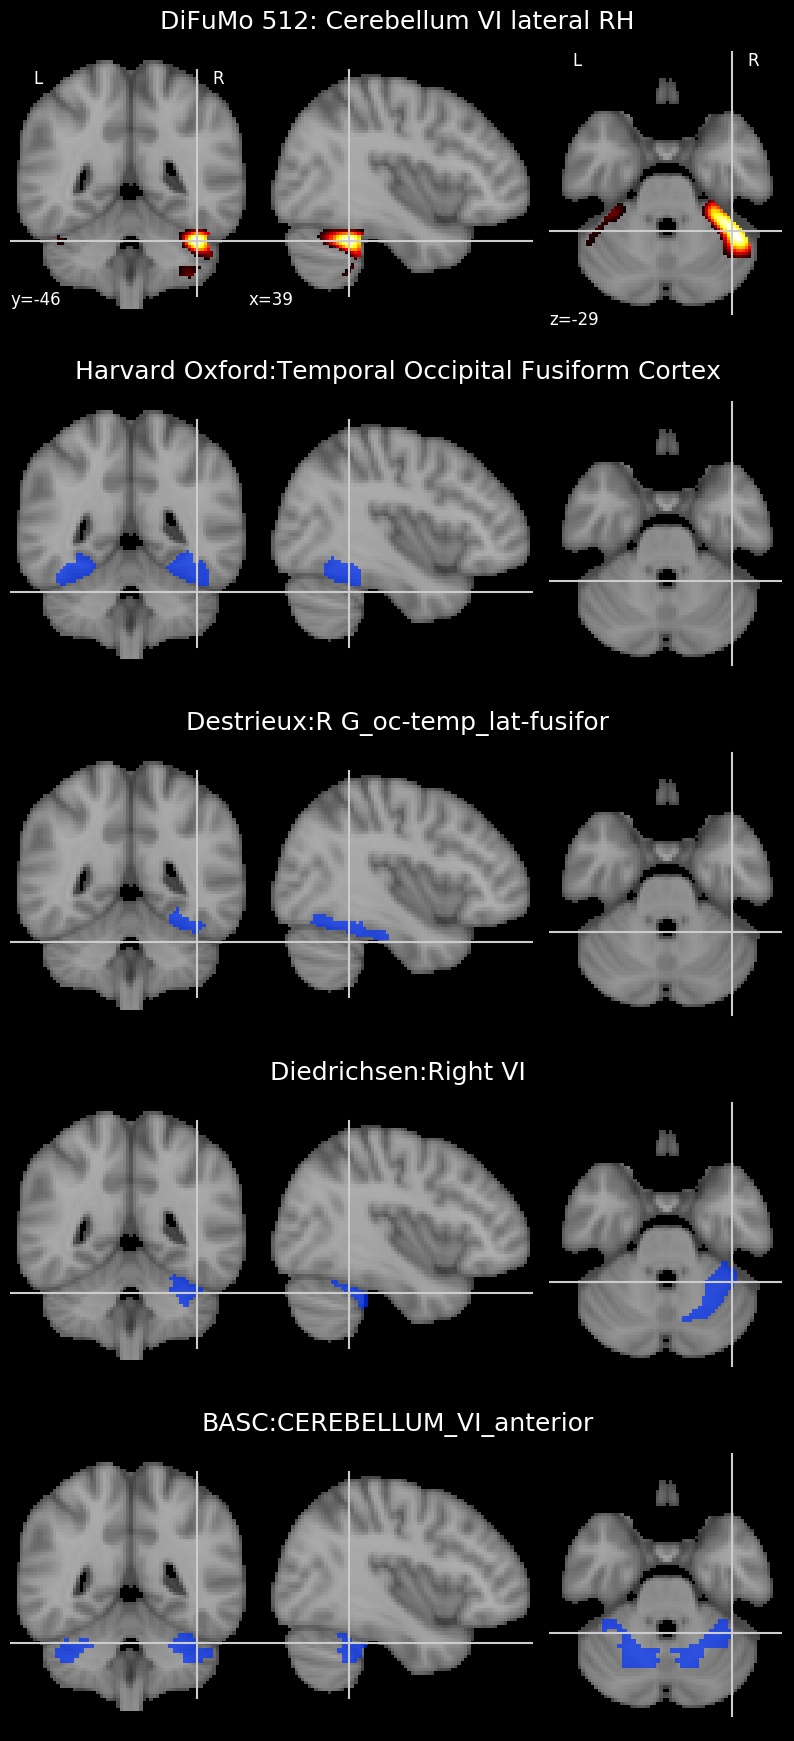 DiFuMo 512: Cerebellum VI lateral RH
L R L R
y=-46 x=39 z=-29
Harvard Oxford:Temporal Occipital Fusiform Cortex
Destrieux:R G_oc-temp_lat-fusifor
Diedrichsen:Right VI
BASC:CEREBELLUM_VI_anterior